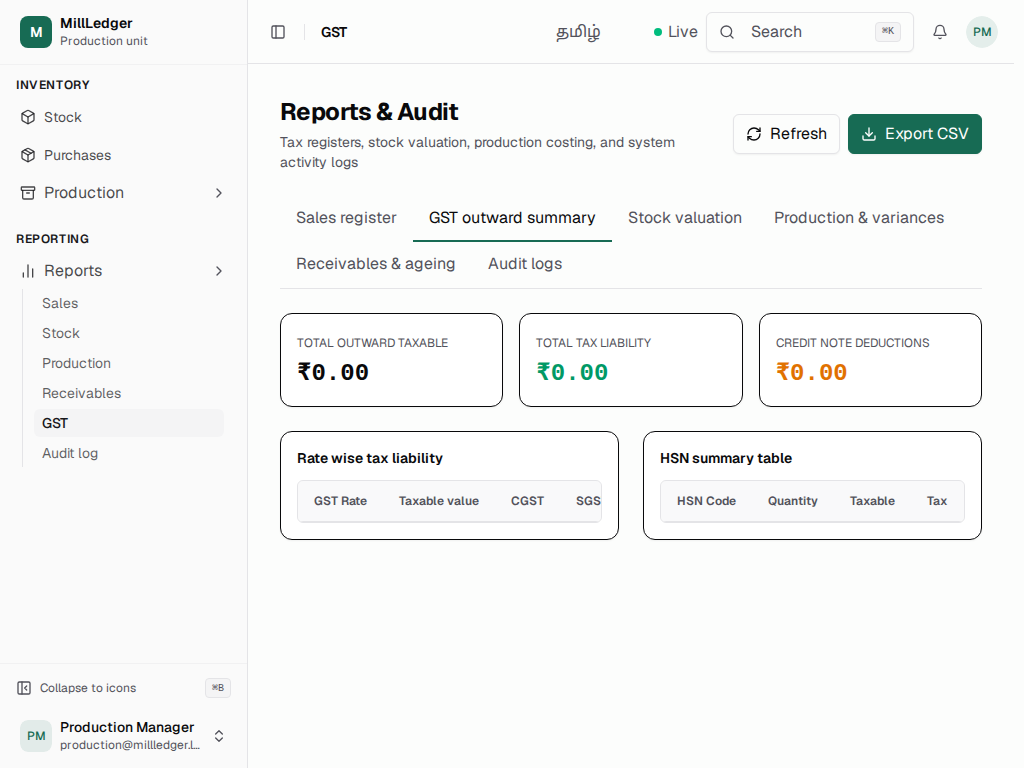 M
MillLedger
Production unit
INVENTORY
Stock
Purchases
Production
REPORTING
Reports
Sales
Stock
Production
Receivables
GST
Audit log
Collapse to icons ⌘B
PM
Production Manager
production@millledger.l...
GST
தமிழ்
Live
Search ⌘K
PM
Reports & Audit
Tax registers, stock valuation, production costing, and system
activity logs
Refresh
Export CSV
Sales register GST outward summary Stock valuation Production & variances
Receivables & ageing Audit logs
TOTAL OUTWARD TAXABLE
₹0.00
TOTAL TAX LIABILITY
₹0.00
CREDIT NOTE DEDUCTIONS
₹0.00
Rate wise tax liability
GST Rate Taxable value CGST SGS
HSN summary table
HSN Code Quantity Taxable Tax